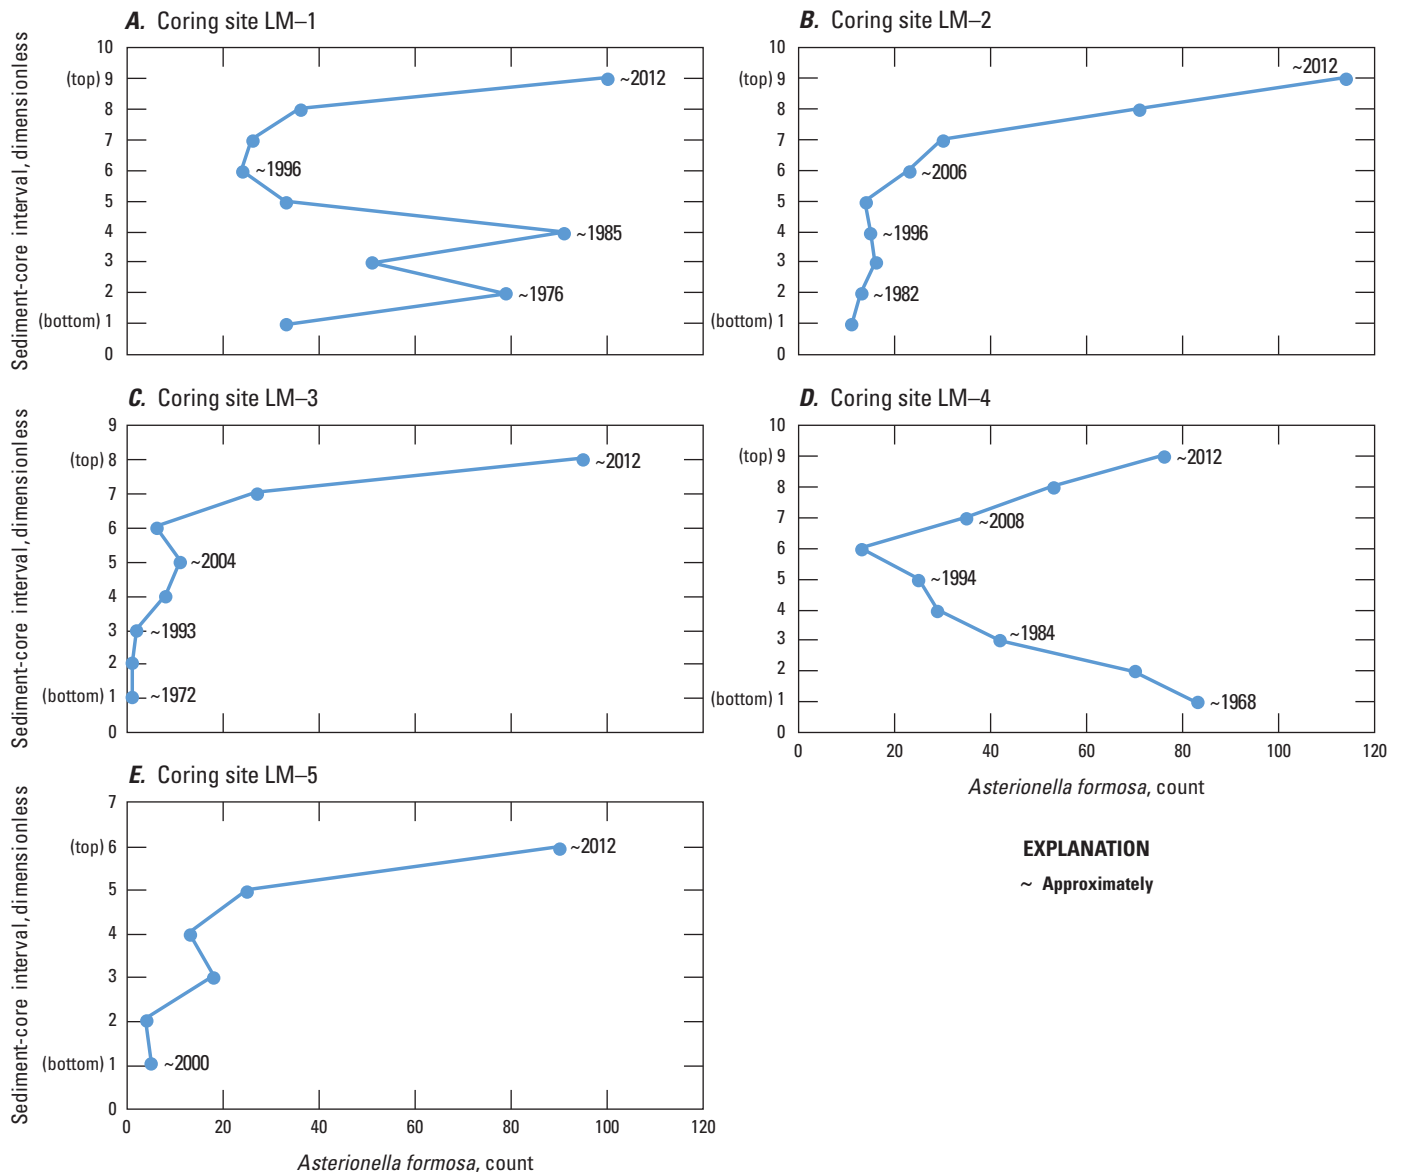 A. Coring site LM–1
Sediment-core interval, dimensionless
10
(top) 9
8
7
6
5
4
3
2
(bottom) 1
0
~2012
~1996
~1985
~1976
B. Coring site LM–2
10
(top) 9
8
7
6
5
4
3
2
(bottom) 1
0
~2012
~2006
~1996
~1982
C. Coring site LM–3
Sediment-core interval, dimensionless
9
(top) 8
7
6
5
4
3
2
(bottom) 1
0
~2012
~2004
~1993
~1972
D. Coring site LM–4
10
(top) 9
8
7
6
5
4
3
2
(bottom) 1
0
~2012
~2008
~1994
~1984
~1968
0 20 40 60 80 100 120
Asterionella formosa, count
E. Coring site LM–5
Sediment-core interval, dimensionless
7
(top) 6
5
4
3
2
(bottom) 1
0
~2012
~2000
0 20 40 60 80 100 120
Asterionella formosa, count
EXPLANATION
~ Approximately